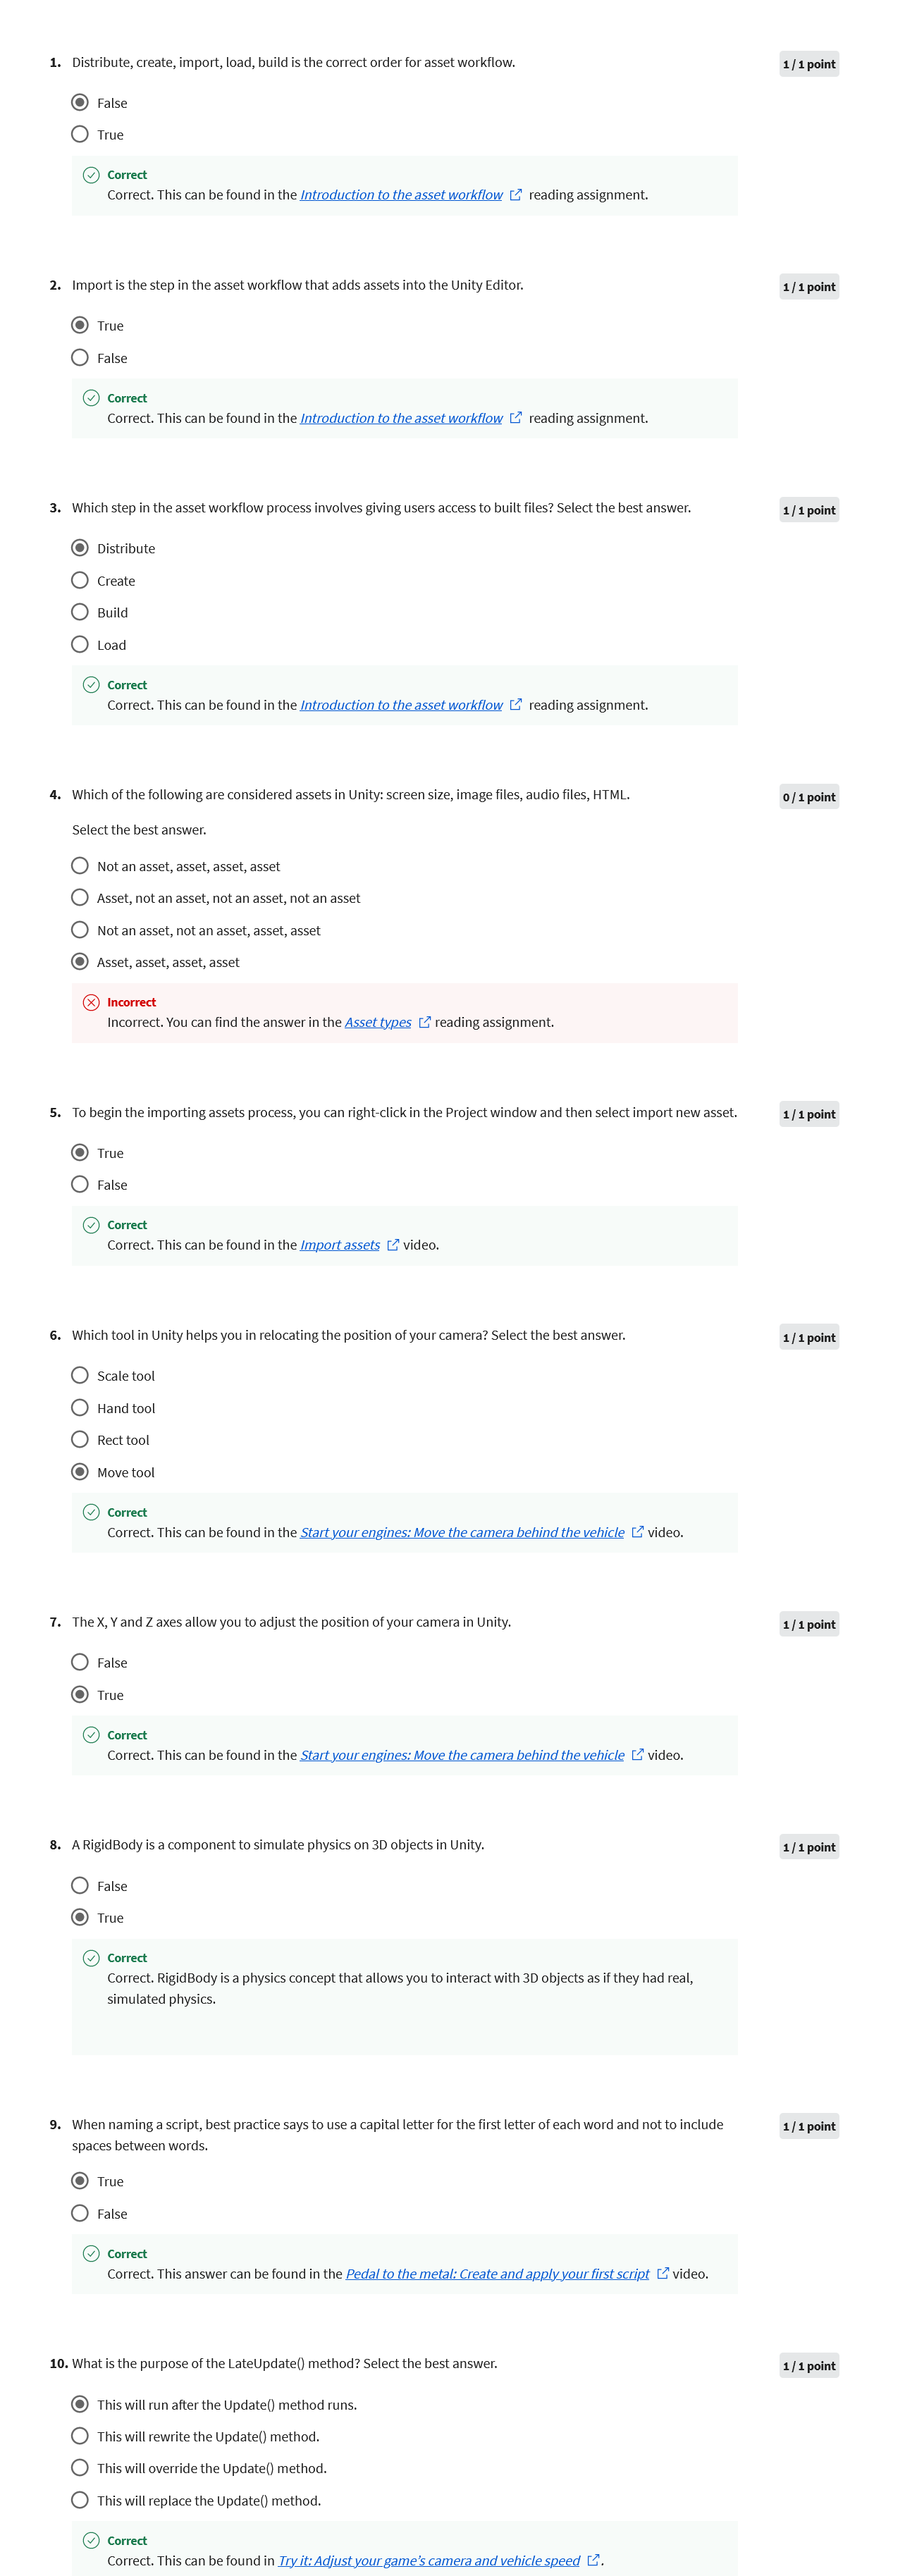 1. Distribute, create, import, load, build is the correct order for asset workflow. 1 / 1 point
False
True
Correct
Correct. This can be found in the Introduction to the asset workflow reading assignment.
2. Import is the step in the asset workflow that adds assets into the Unity Editor. 1 / 1 point
True
False
Correct
Correct. This can be found in the Introduction to the asset workflow reading assignment.
3. Which step in the asset workflow process involves giving users access to built files? Select the best answer. 1 / 1 point
Distribute
Create
Build
Load
Correct
Correct. This can be found in the Introduction to the asset workflow reading assignment.
4. Which of the following are considered assets in Unity: screen size, image files, audio files, HTML. 0 / 1 point
Select the best answer.
Not an asset, asset, asset, asset
Asset, not an asset, not an asset, not an asset
Not an asset, not an asset, asset, asset
Asset, asset, asset, asset
Incorrect
Incorrect. You can find the answer in the Asset types reading assignment.
5. To begin the importing assets process, you can right-click in the Project window and then select import new asset. 1 / 1 point
True
False
Correct
Correct. This can be found in the Import assets video.
6. Which tool in Unity helps you in relocating the position of your camera? Select the best answer. 1 / 1 point
Scale tool
Hand tool
Rect tool
Move tool
Correct
Correct. This can be found in the Start your engines: Move the camera behind the vehicle video.
7. The X, Y and Z axes allow you to adjust the position of your camera in Unity. 1 / 1 point
False
True
Correct
Correct. This can be found in the Start your engines: Move the camera behind the vehicle video.
8. A RigidBody is a component to simulate physics on 3D objects in Unity. 1 / 1 point
False
True
Correct
Correct. RigidBody is a physics concept that allows you to interact with 3D objects as if they had real,
simulated physics.
9. When naming a script, best practice says to use a capital letter for the first letter of each word and not to include 1 / 1 point
spaces between words.
True
False
Correct
Correct. This answer can be found in the Pedal to the metal: Create and apply your first script video.
10. What is the purpose of the LateUpdate() method? Select the best answer. 1 / 1 point
This will run after the Update() method runs.
This will rewrite the Update() method.
This will override the Update() method.
This will replace the Update() method.
Correct
Correct. This can be found in Try it: Adjust your game's camera and vehicle speed .